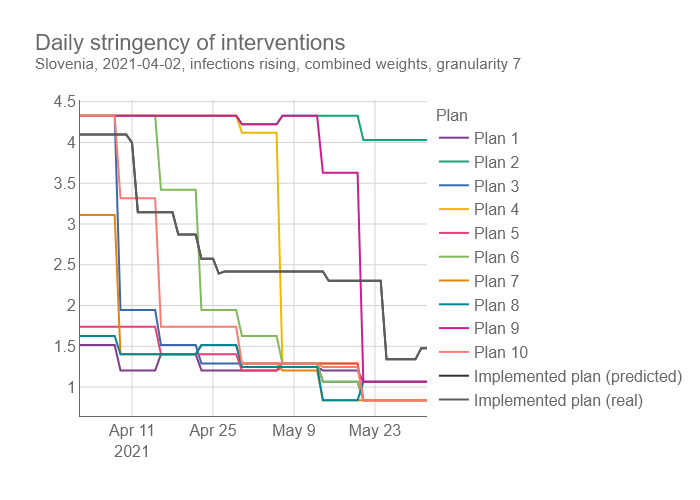 Daily stringency of interventions
Slovenia, 2021-04-02, infections rising, combined weights, granularity 7
4.5
4
3.5
3
2.5
2
1.5
1
Apr 11
2021
Apr 25
May 9
May 23
Plan
Plan 1
Plan 2
Plan 3
Plan 4
Plan 5
Plan 6
Plan 7
Plan 8
Plan 9
Plan 10
Implemented plan (predicted)
Implemented plan (real)